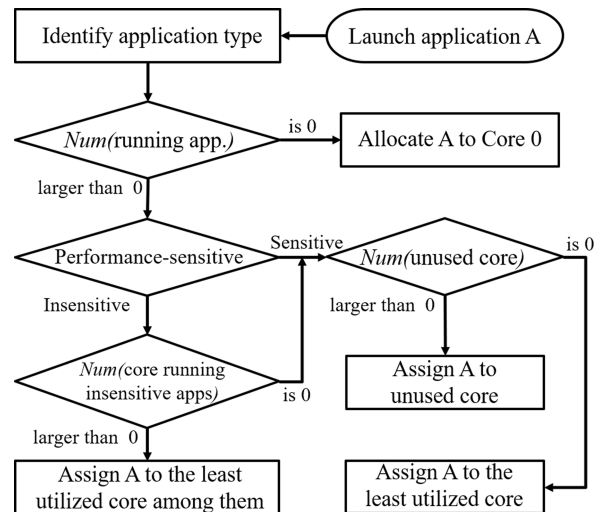 Identify application type
Launch application A
Num(running app.)
is 0
Allocate A to Core 0
larger than 0
Performance-sensitive
Sensitive
Num(unused core)
is 0
Insensitive
larger than 0
Num(core running
insensitive apps)
is 0
Assign A to
unused core
larger than 0
Assign A to the least
utilized core among them
Assign A to the
least utilized core